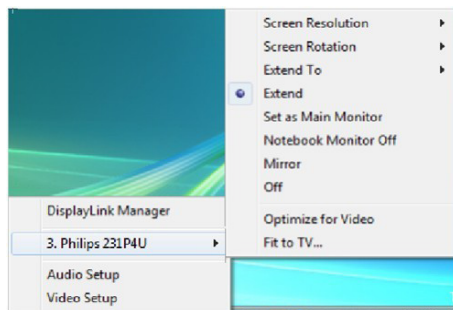 Screen Resolution
Screen Rotation
Extend To
Extend
Set as Main Monitor
Notebook Monitor Off
Mirror
Off
Optimize for Video
Fit to TV...
DisplayLink Manager
3. Philips 231P4U
Audio Setup
Video Setup